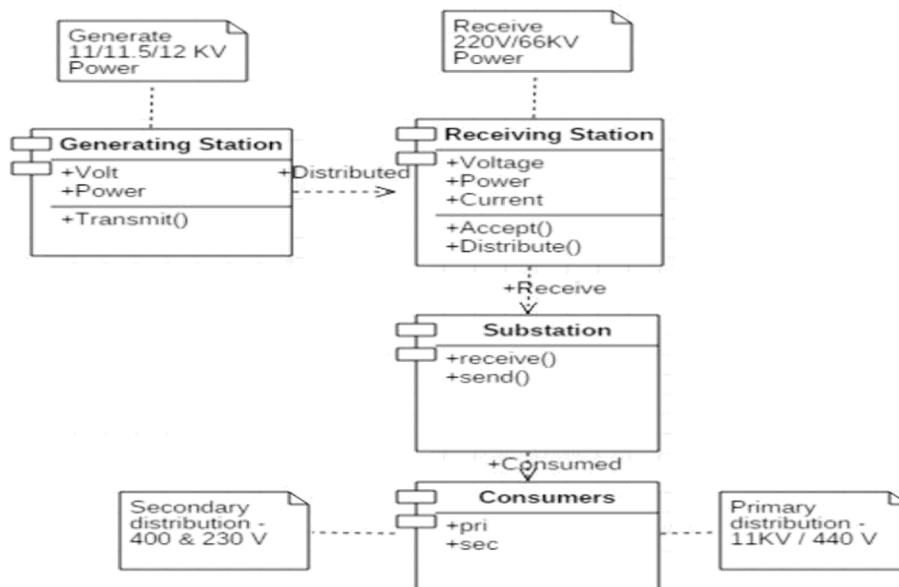 Generate
11/11.5/12 KV
Power
Receive
220V/66KV
Power
Generating Station
+Volt
+Power
+Transmit()
+Distributed
Receiving Station
+Voltage
+Power
+Current
+Accept()
+Distribute()
+Receive
Substation
+receive()
+send()
+Consumed
Secondary
distribution -
400 & 230 V
Consumers
+pri
+sec
Primary
distribution -
11KV / 440 V